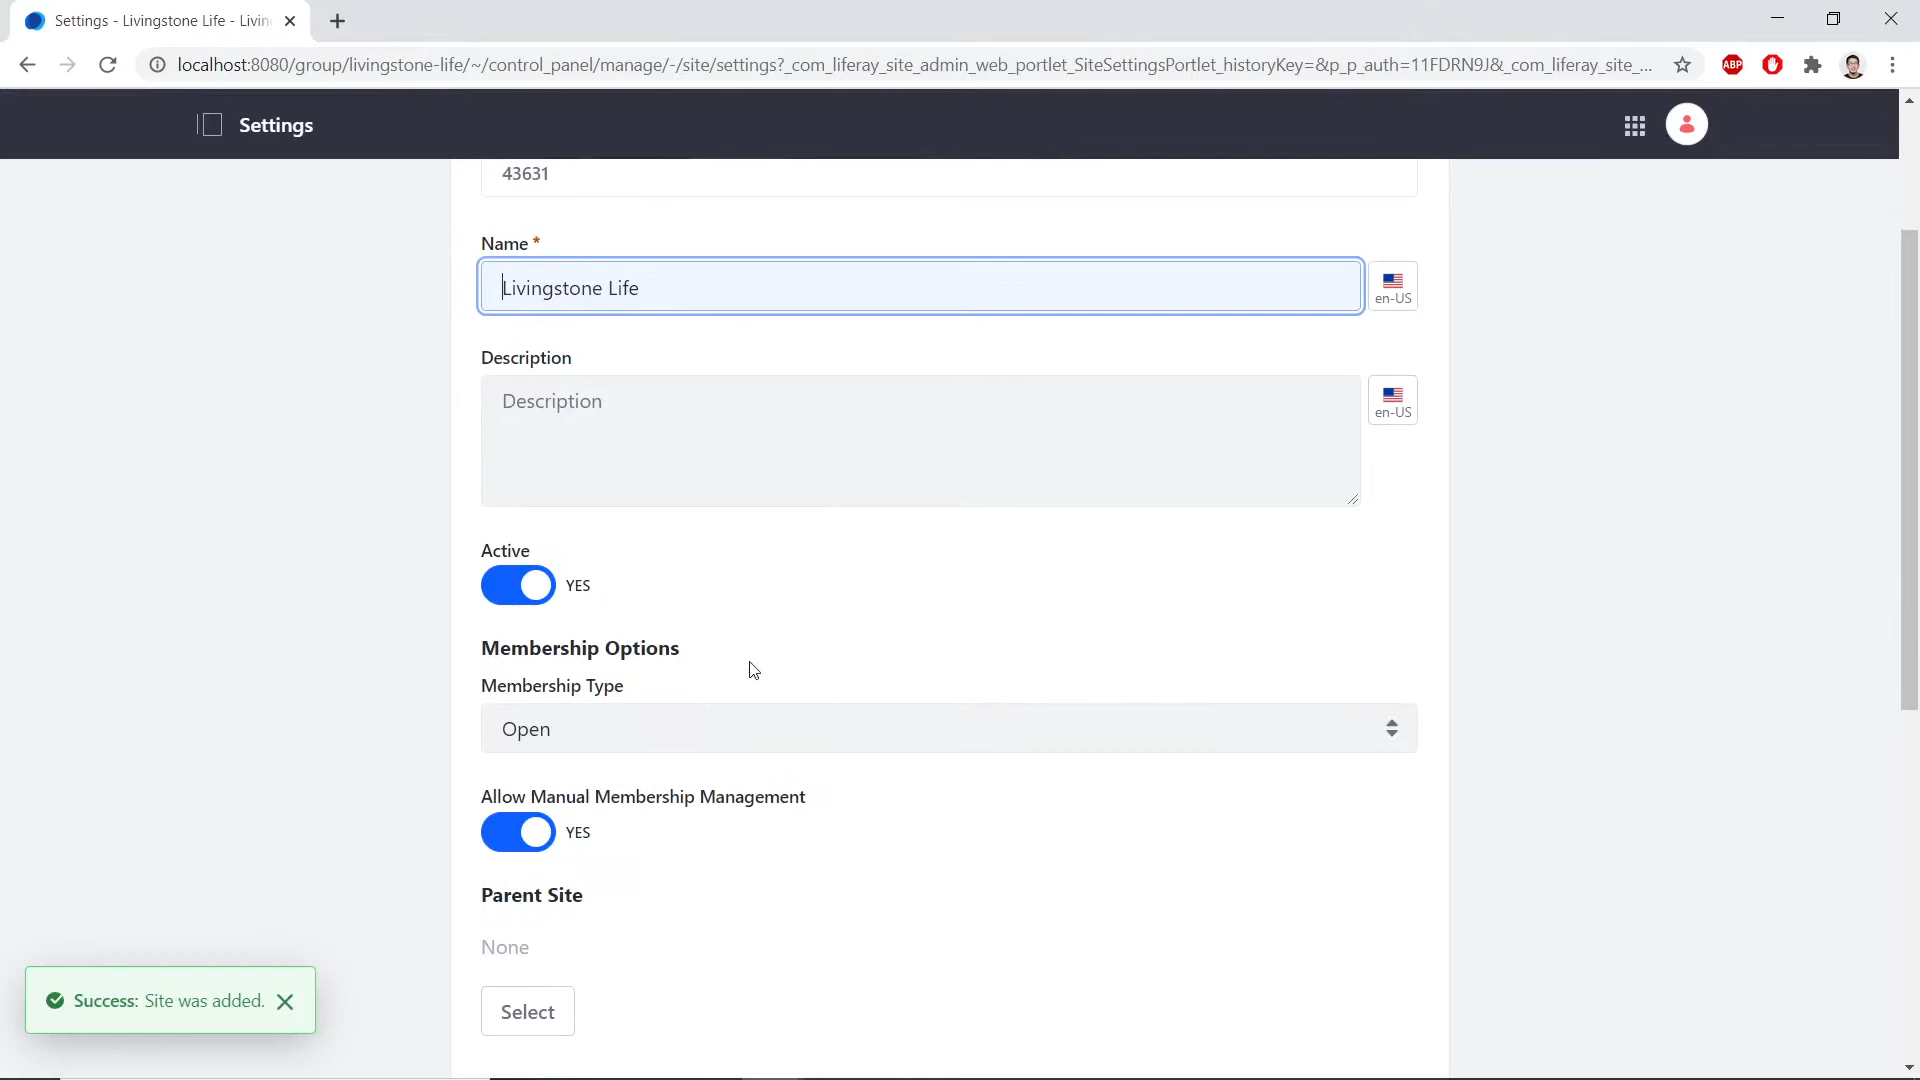 Settings - Livingstone Life - Livin
localhost:8080/group/livingstone-life/~/control_panel/manage/-/site/settings?_com_liferay_site_admin_web_portlet_SiteSettingsPortlet_historyKey=&p_p_auth=11FDRN9J&_com_liferay_site_...
ABP
Settings
43631
Name *
Livingstone Life
en-US
Description
Description
en-US
Active
YES
Membership Options
Membership Type
Open
Allow Manual Membership Management
YES
Parent Site
None
Success: Site was added.
Select